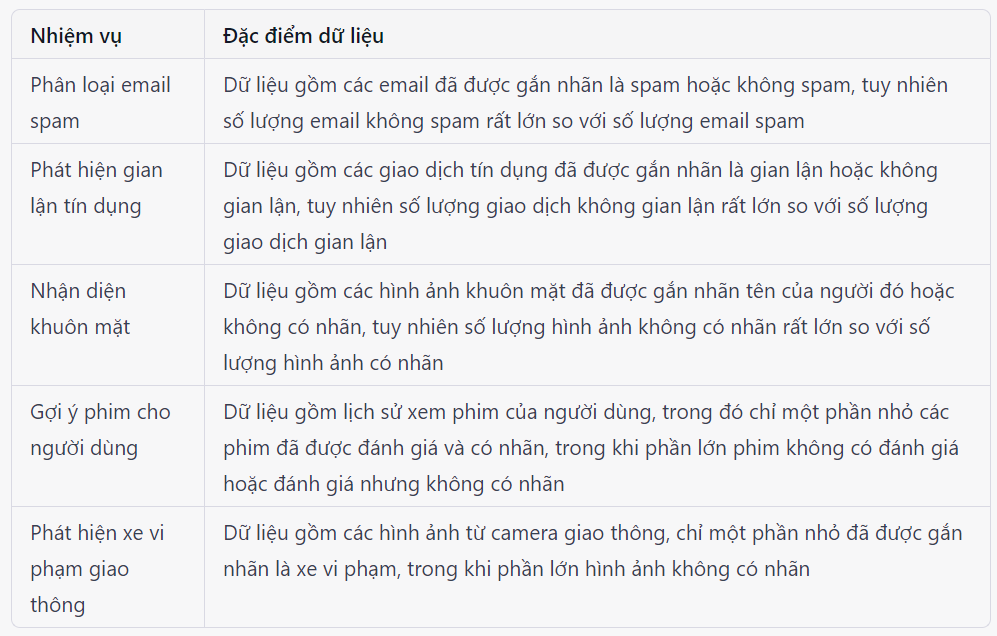 Nhiệm vụ
Đặc điểm dữ liệu
Phân loại email
spam
Dữ liệu gồm các email đã được gắn nhãn là spam hoặc không spam, tuy nhiên
số lượng email không spam rất lớn so với số lượng email spam
Phát hiện gian
lận tín dụng
Dữ liệu gồm các giao dịch tín dụng đã được gắn nhãn là gian lận hoặc không
gian lận, tuy nhiên số lượng giao dịch không gian lận rất lớn so với số lượng
giao dịch gian lận
Nhận diện
khuôn mặt
Dữ liệu gồm các hình ảnh khuôn mặt đã được gắn nhãn tên của người đó hoặc
không có nhãn, tuy nhiên số lượng hình ảnh không có nhãn rất lớn so với số
lượng hình ảnh có nhãn
Gợi ý phim cho
người dùng
Dữ liệu gồm lịch sử xem phim của người dùng, trong đó chỉ một phần nhỏ các
phim đã được đánh giá và có nhãn, trong khi phần lớn phim không có đánh giá
hoặc đánh giá nhưng không có nhãn
Phát hiện xe vi
phạm giao
thông
Dữ liệu gồm các hình ảnh từ camera giao thông, chỉ một phần nhỏ đã được gắn
nhãn là xe vi phạm, trong khi phần lớn hình ảnh không có nhãn